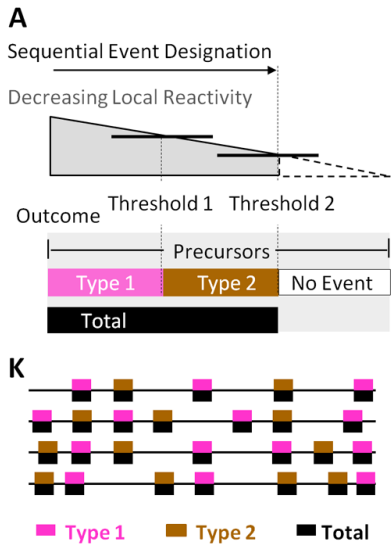 A
Sequential Event Designation
Decreasing Local Reactivity
Threshold 1 Threshold 2
Outcome
Precursors
Type 1 Type 2 No Event
Total
K
Type 1 Type 2 Total